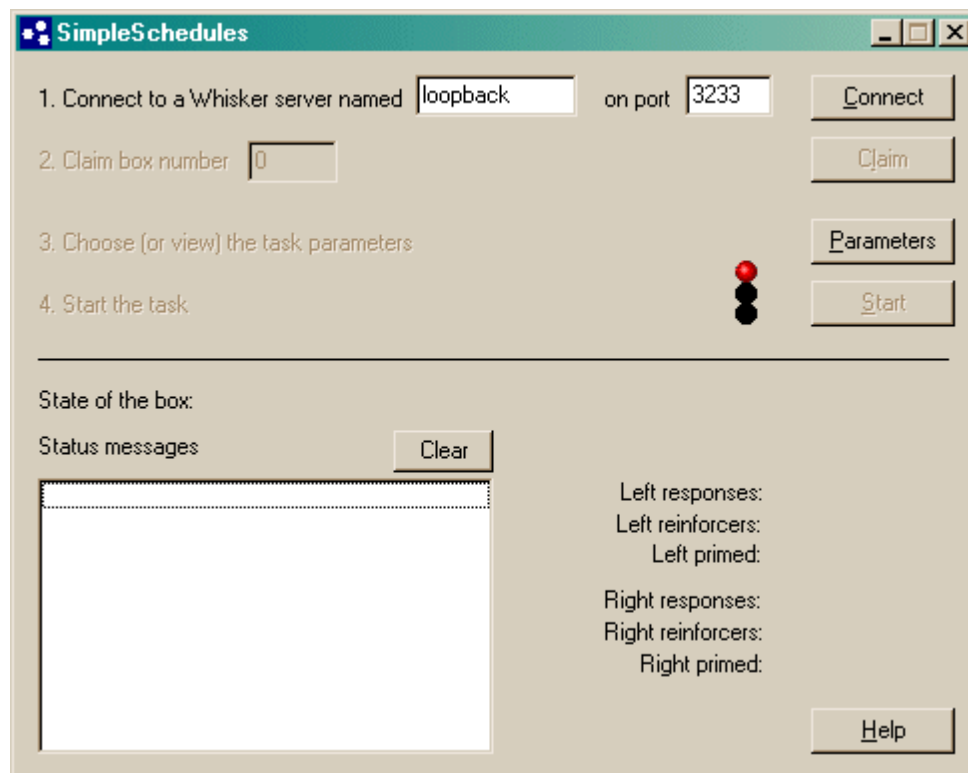 SimpleSchedules
1. Connect to a Whisker server named loopback on port 3233 Connect
2. Claim box number 0 Claim
3. Choose (or view) the task parameters Parameters
4. Start the task Start
State of the box:
Status messages Clear
Left responses:
Left reinforcers:
Left primed:
Right responses:
Right reinforcers:
Right primed:
Help